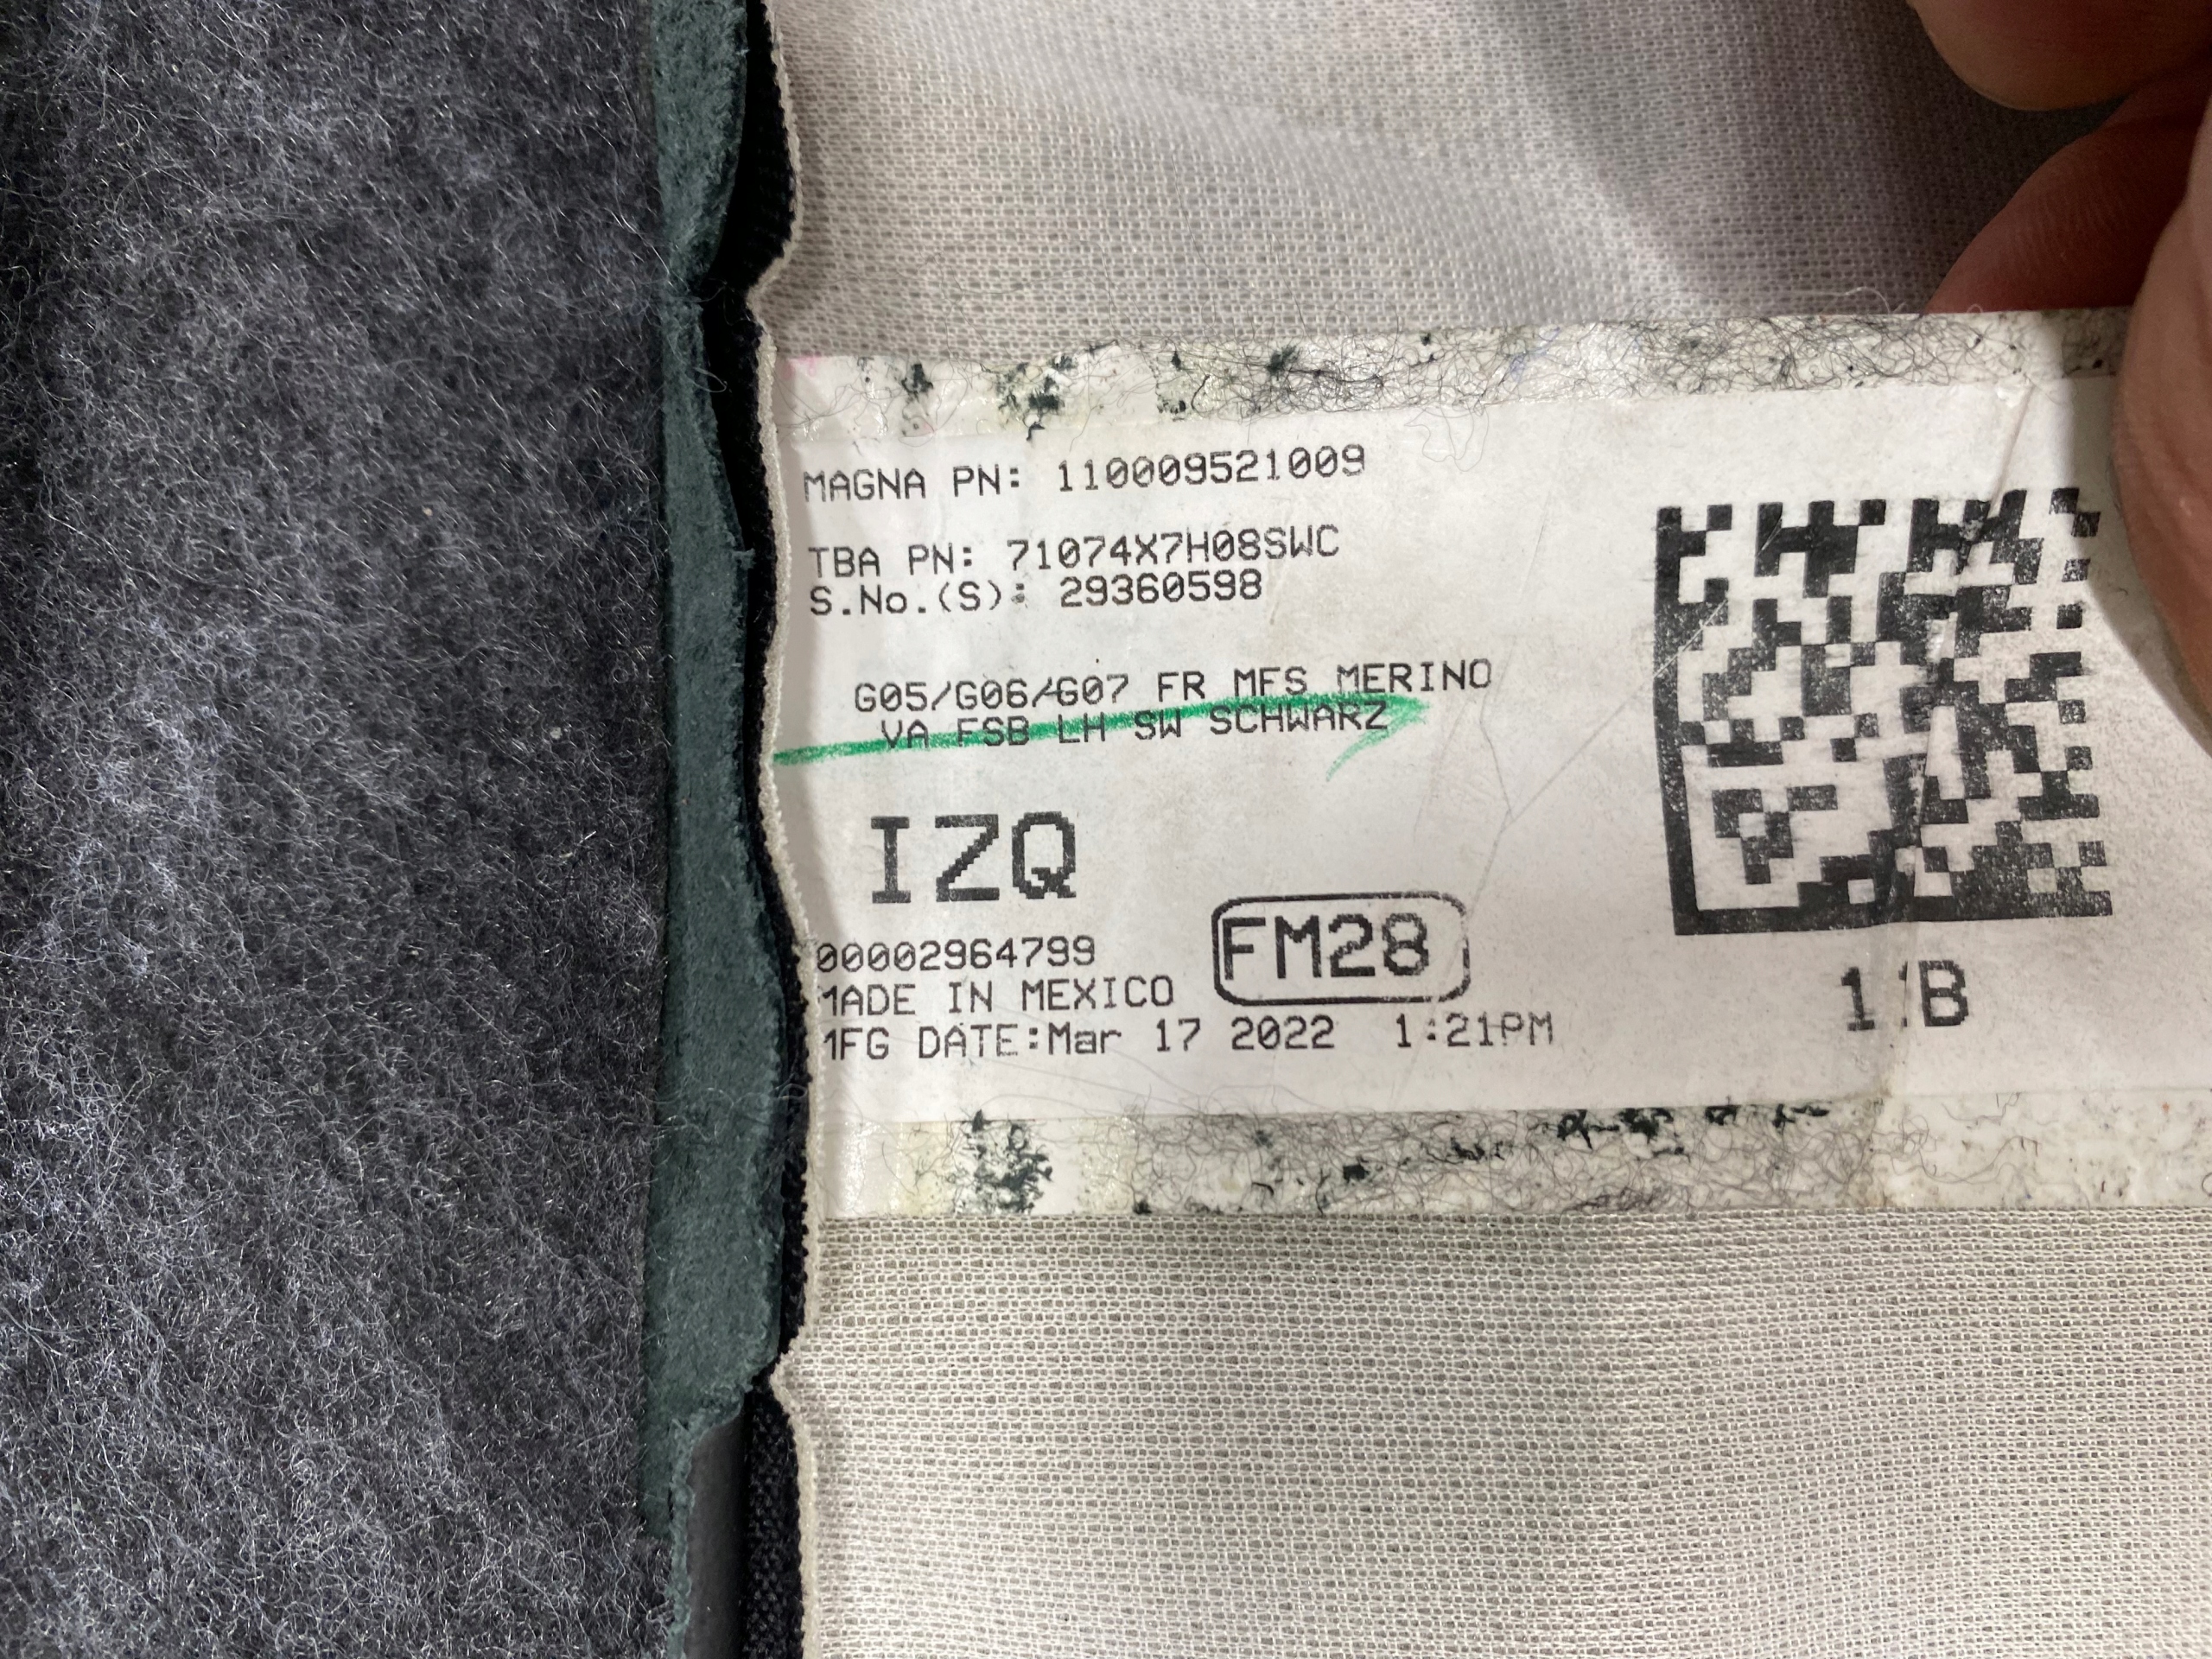 MAGNA PN: 110009521009
TBA PN: 71074X7H08SWC
S.No.(S): 29360598
G05/G06/G07 FR MFS MERINO
VA FSB LH SW SCHWARZ
IZQ
FM28
00002964799
MADE IN MEXICO
MFG DATE:Mar 17 2022 1:21PM